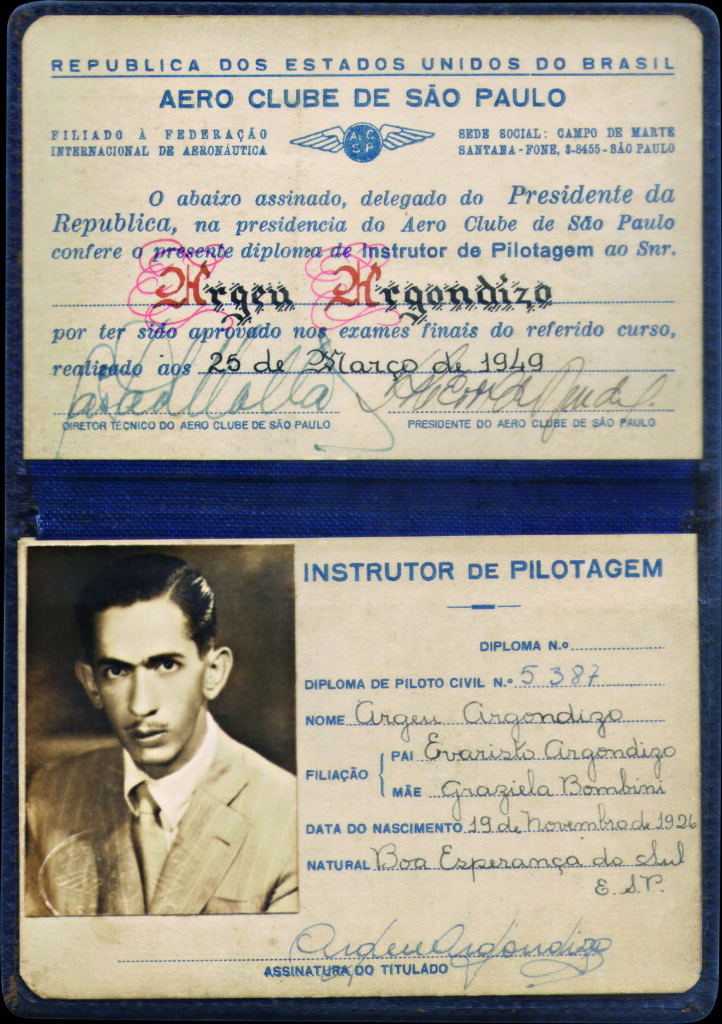 REPUBLICA DOS ESTADOS UNIDOS DO BRASIL
AERO CLUBE DE SÃO PAULO
FILIADO À FEDERAÇÃO
INTERNACIONAL DE AERONÁUTICA
A C
S P
SEDE SOCIAL: CAMPO DE MARTE
SANTANA - FONE, 3-8455 - SÃO PAULO
O abaixo assinado, delegado do Presidente da
Republica, na presidencia do Aero Clube de São Paulo
confere o presente diploma de Instrutor de Pilotagem ao Snr.
Argeu Argondizo
por ter sido aprovado nos exames finais do referido curso,
realizado aos 25 de Março de 1949
DIRETOR TÉCNICO DO AERO CLUBE DE SÃO PAULO
PRESIDENTE DO AERO CLUBE DE SÃO PAULO
INSTRUTOR DE PILOTAGEM
DIPLOMA N.º
DIPLOMA DE PILOTO CIVIL N.º 5387
NOME Argeu Argondizo
FILIAÇÃO
PAI Evaristo Argondizo
MÃE Graziela Bombini
DATA DO NASCIMENTO 19 de Novembro de 1926
NATURAL Boa Esperança do Sul
E. S.P.
Argeu Argondizo
ASSINATURA DO TITULADO